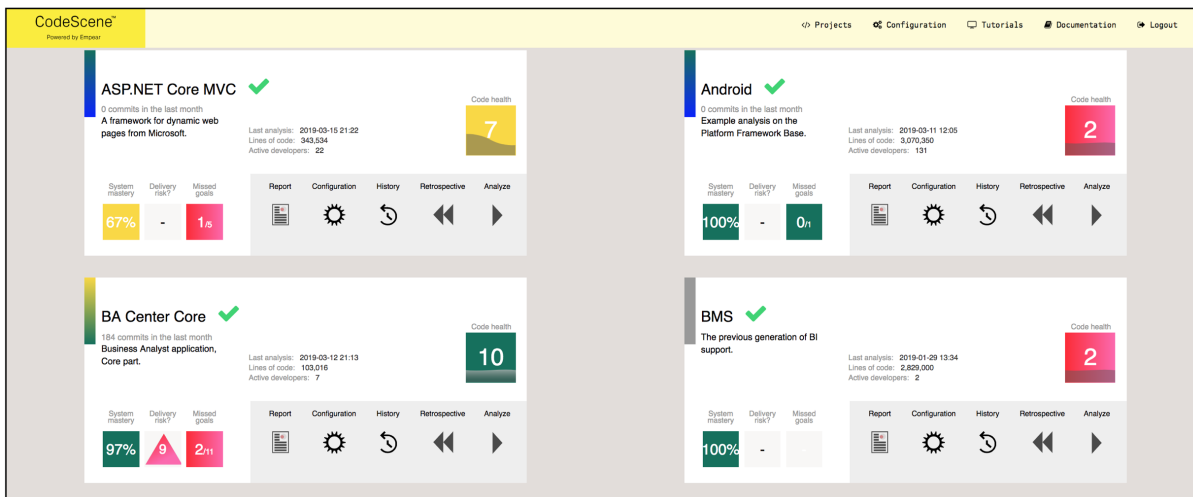 CodeScene™
Powered by Empear
</> Projects
Configuration
Tutorials
Documentation
Logout
ASP.NET Core MVC
0 commits in the last month
A framework for dynamic web
pages from Microsoft.
Last analysis: 2019-03-15 21:22
Lines of code: 343,534
Active developers: 22
Code health
7
System
mastery
67%
Delivery
risk?
-
Missed
goals
1/5
Report
Configuration
History
Retrospective
Analyze
Android
0 commits in the last month
Example analysis on the
Platform Framework Base.
Last analysis: 2019-03-11 12:05
Lines of code: 3,070,350
Active developers: 131
Code health
2
System
mastery
100%
Delivery
risk?
-
Missed
goals
0/1
Report
Configuration
History
Retrospective
Analyze
BA Center Core
184 commits in the last month
Business Analyst application,
Core part.
Last analysis: 2019-03-12 21:13
Lines of code: 103,016
Active developers: 7
Code health
10
System
mastery
97%
Delivery
risk?
9
Missed
goals
2/11
Report
Configuration
History
Retrospective
Analyze
BMS
The previous generation of BI
support.
Last analysis: 2019-01-29 13:34
Lines of code: 2,829,000
Active developers: 2
Code health
2
System
mastery
100%
Delivery
risk?
-
Missed
goals
-
Report
Configuration
History
Retrospective
Analyze